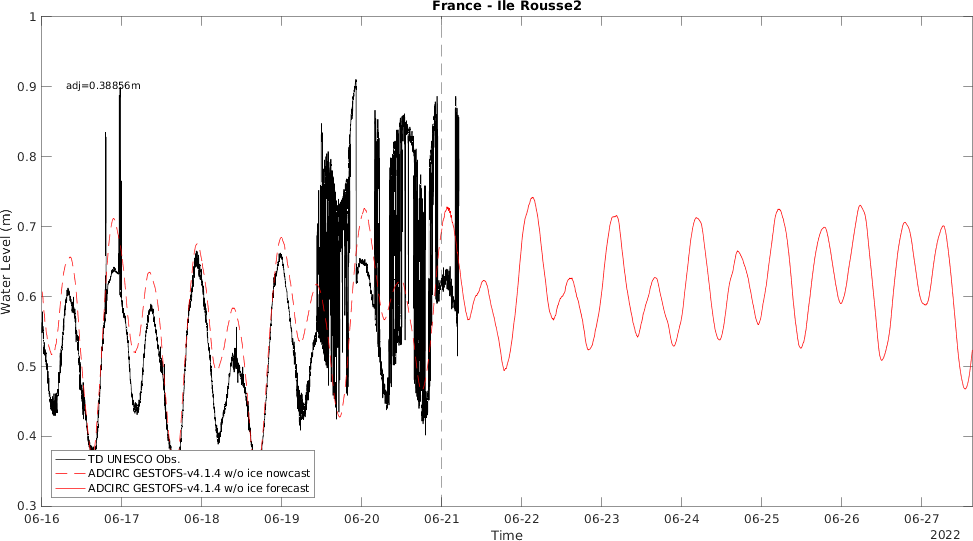 France - Ile Rousse2
adj=0.38856m
1
0.9
0.8
0.7
0.6
0.5
0.4
0.3
Water Level (m)
TD UNESCO Obs.
ADCIRC GESTOFS-v4.1.4 w/o ice nowcast
ADCIRC GESTOFS-v4.1.4 w/o ice forecast
06-16 06-17 06-18 06-19 06-20 06-21 06-22 06-23 06-24 06-25 06-26 06-27
2022
Time